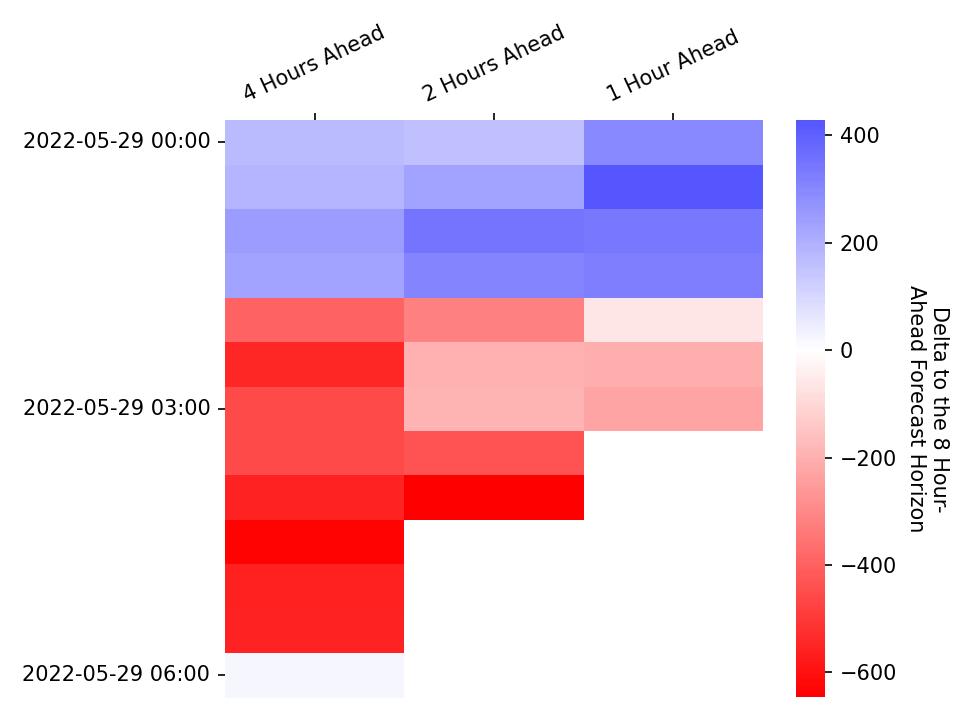 4 Hours Ahead
2 Hours Ahead
1 Hour Ahead
2022-05-29 00:00
2022-05-29 03:00
2022-05-29 06:00
400
200
0
−200
−400
−600
Delta to the 8 Hour-
Ahead Forecast Horizon